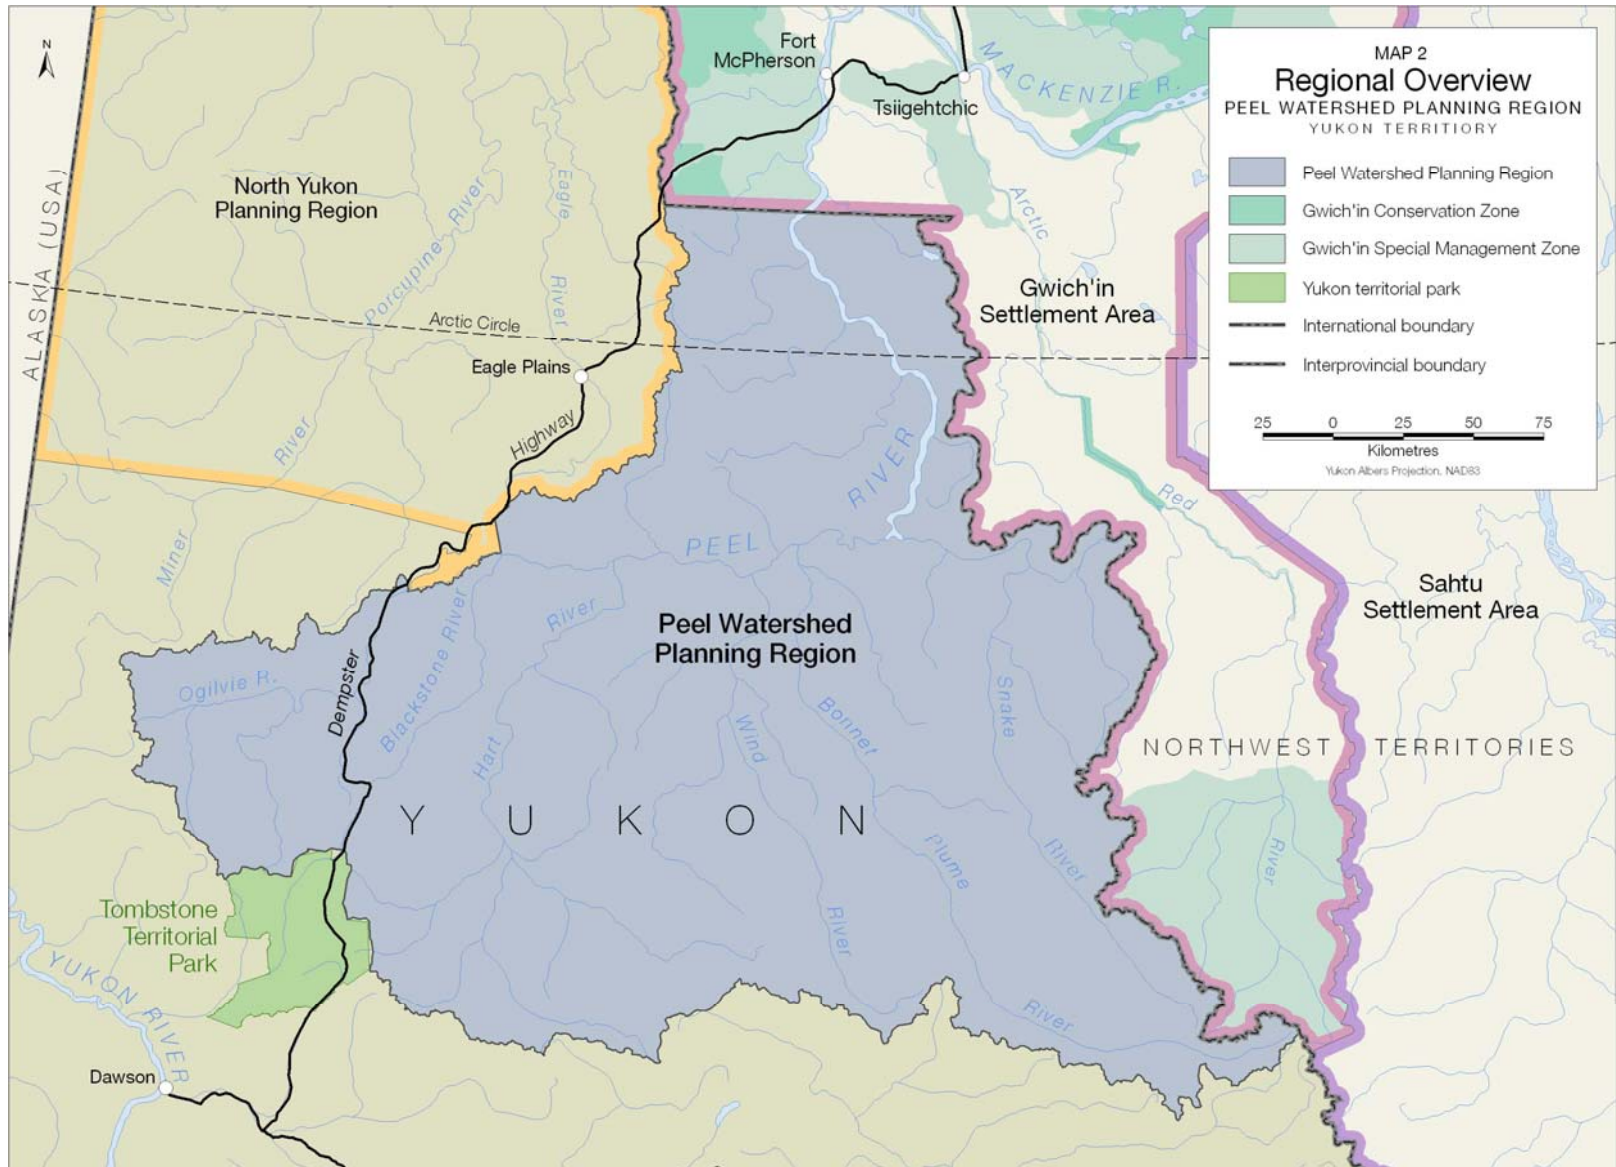 MAP 2
Regional Overview
PEEL WATERSHED PLANNING REGION
YUKON TERRITIORY
Peel Watershed Planning Region
Gwich'in Conservation Zone
Gwich'in Special Management Zone
Yukon territorial park
International boundary
Interprovincial boundary
25 0 25 50 75
Kilometres
Yukon Albers Projection, NAD83
N
ALASKIA (USA)
Fort
McPherson
Tsiigehtchic
MACKENZIE R.
North Yukon
Planning Region
Porcupine River
Eagle
River
Arctic
Red
River
Gwich'in
Settlement Area
Arctic Circle
Eagle Plains
Highway
Dempster
River
Miner
PEEL
RIVER
Sahtu
Settlement Area
Peel Watershed
Planning Region
River
Blackstone River
Ogilvie R.
Hart
Wind
River
Bonnet
Plume
River
Snake
River
NORTHWEST TERRITORIES
YUKON
Tombstone
Territorial
Park
YUKON RIVER
Dawson